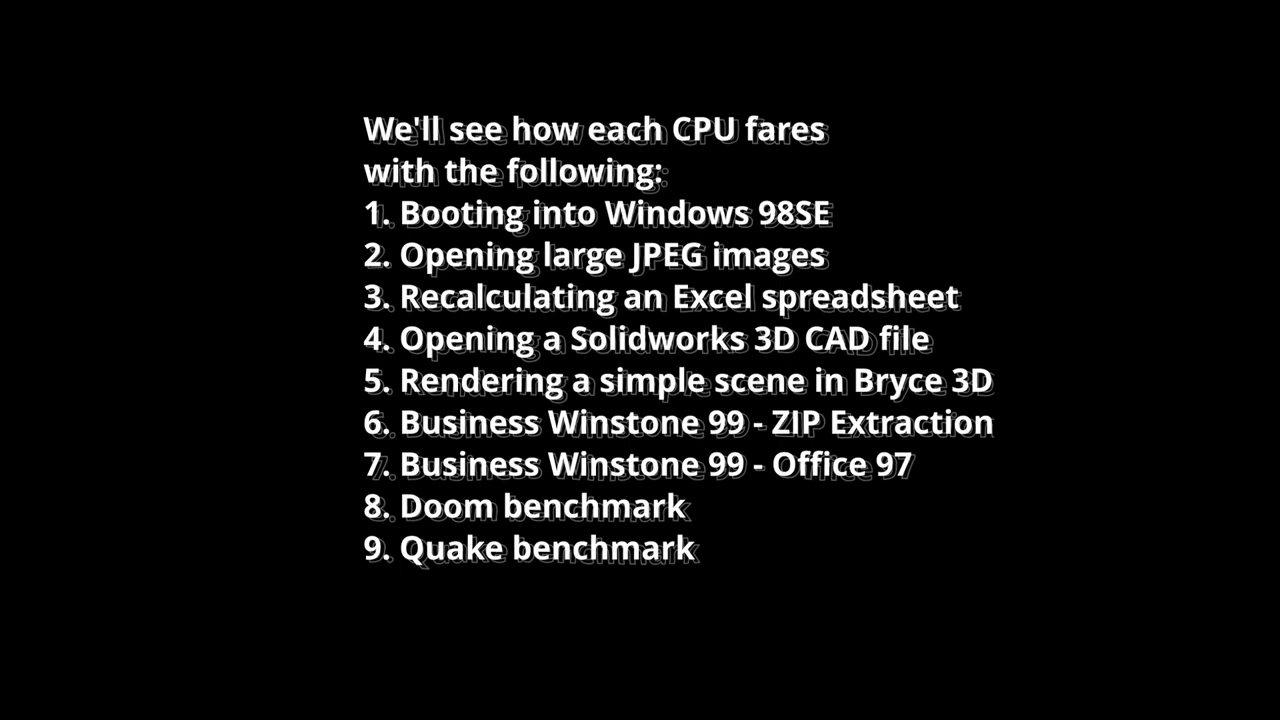 We'll see how each CPU fares
with the following:
1. Booting into Windows 98SE
2. Opening large JPEG images
3. Recalculating an Excel spreadsheet
4. Opening a Solidworks 3D CAD file
5. Rendering a simple scene in Bryce 3D
6. Business Winstone 99 - ZIP Extraction
7. Business Winstone 99 - Office 97
8. Doom benchmark
9. Quake benchmark